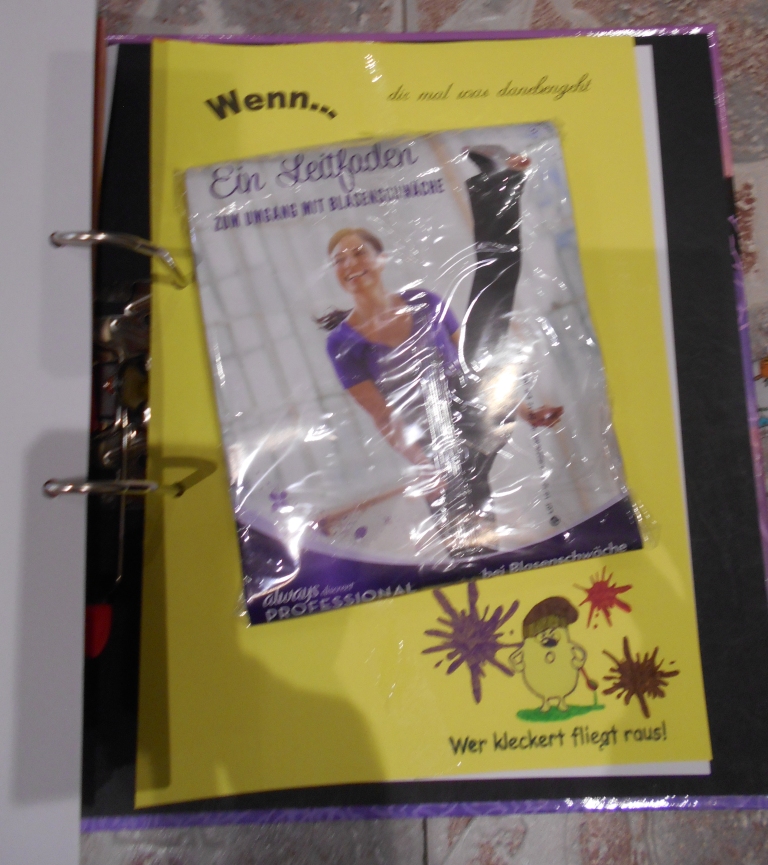 Wenn...
dir mal was danebengeht
Ein Leitfaden
ZUM UMGANG MIT BLASENSCHWÄCHE
always discreet
PROFESSIONAL
bei Blasenschwäche
Wer kleckert fliegt raus!